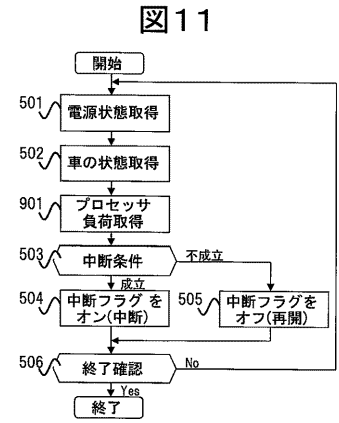 図11
開始
501
電源状態取得
502
車の状態取得
901
プロセッサ
負荷取得
503
中断条件
不成立
成立
504
中断フラグ を
オン(中断)
505
中断フラグを
オフ(再開)
506
終了確認
No
Yes
終了